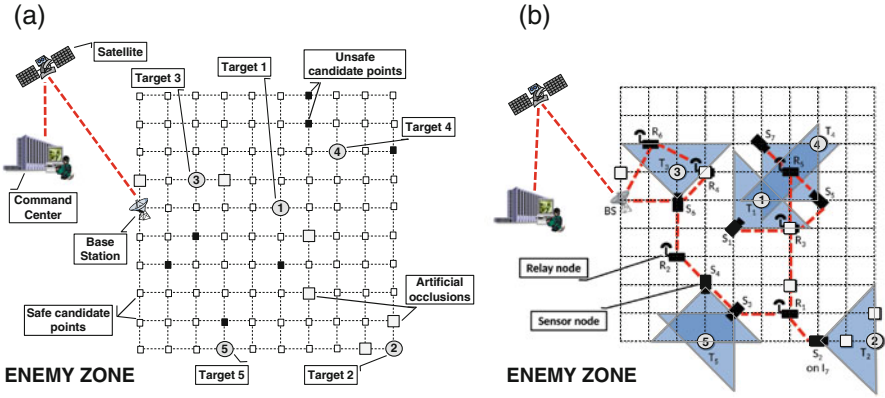 (a)
Satellite
Target 3
Target 1
Unsafe
candidate points
Target 4
4
3
1
Command
Center
Base
Station
Artificial
occlusions
Safe candidate
points
5
2
ENEMY ZONE
Target 5
Target 2
(b)
S7
T4
R6
4
T3
3
R4
R5
BS
S6
T1
1
S5
S1
R3
Relay node
R2
S4
Sensor node
S3
R1
5
T5
S2
on I7
T2
2
ENEMY ZONE